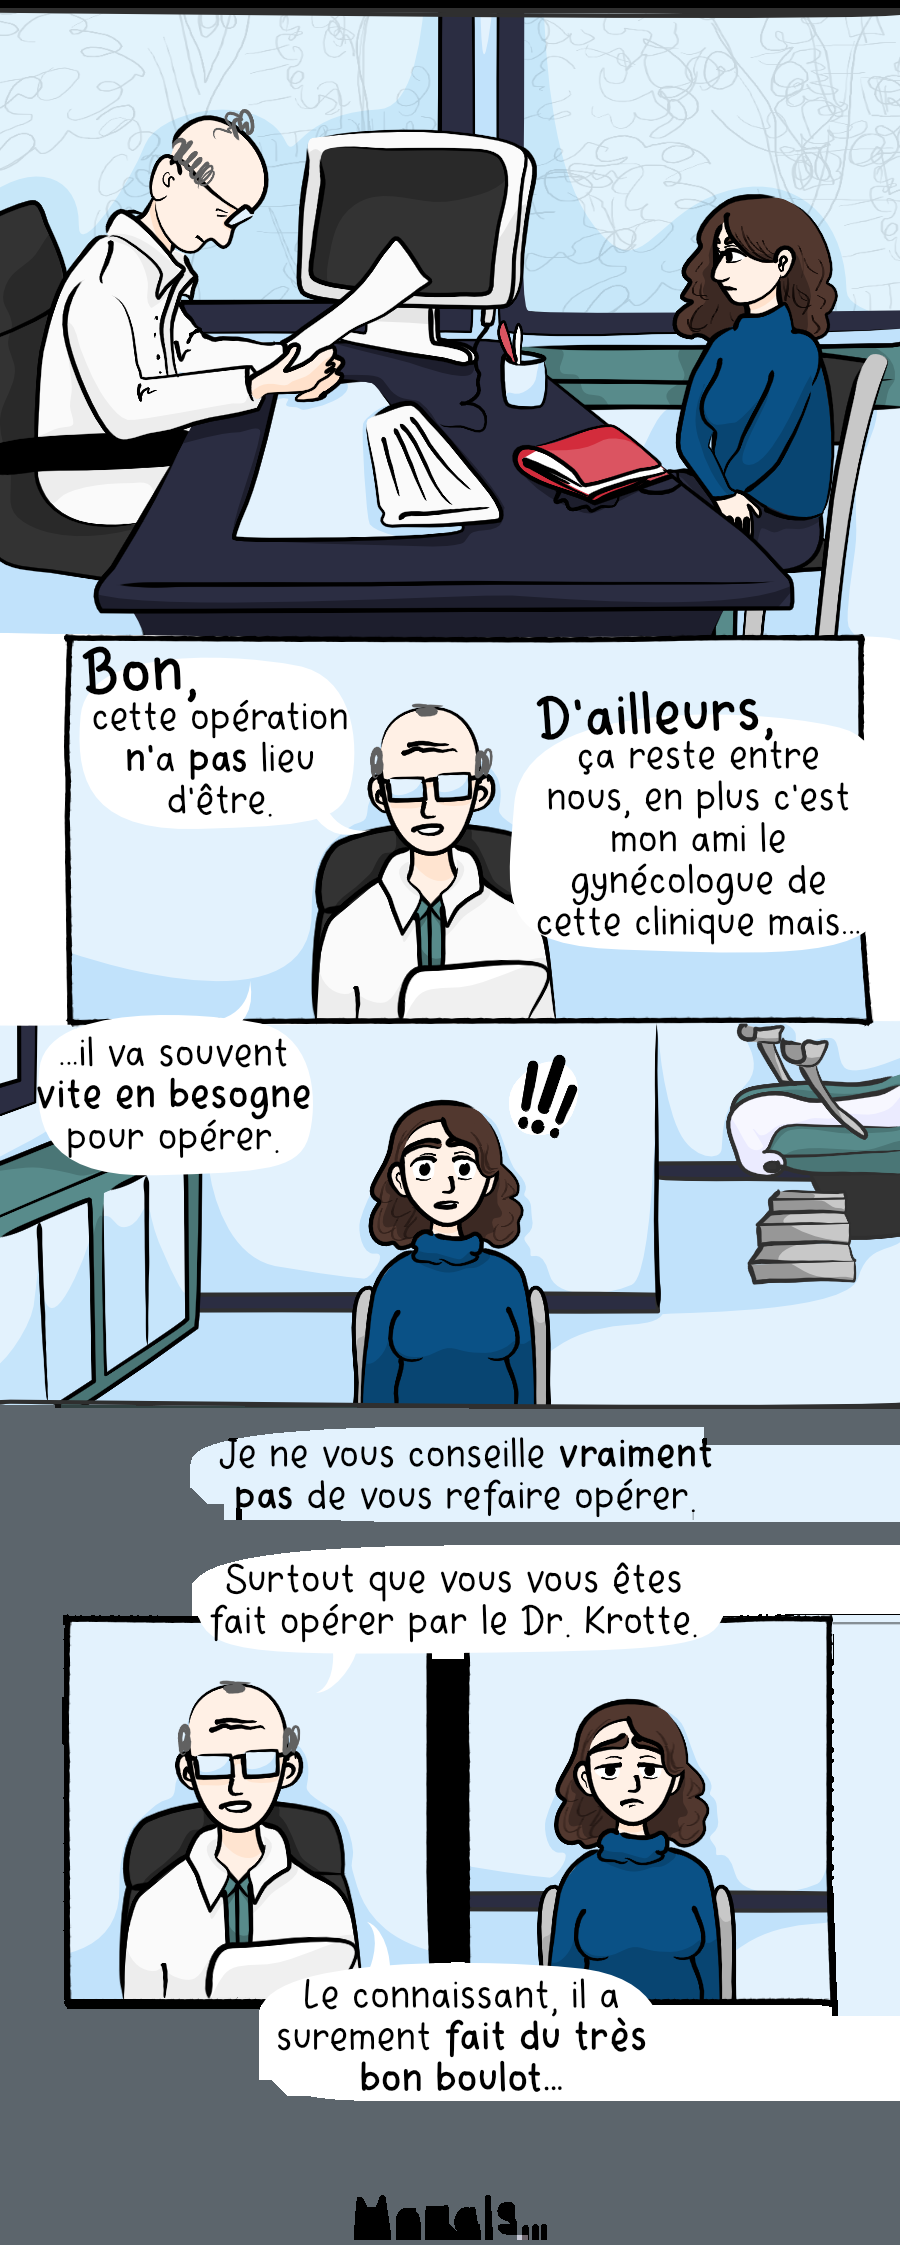 Bon,
cette opération
n'a pas lieu
d'être.
D'ailleurs,
ça reste entre
nous, en plus c'est
mon ami le
gynécologue de
cette clinique mais...
...il va souvent
vite en besogne
pour opérer.
!!!
Je ne vous conseille vraiment
pas de vous refaire opérer.
Surtout que vous vous êtes
fait opérer par le Dr. Krotte.
Le connaissant, il a
surement fait du très
bon boulot...